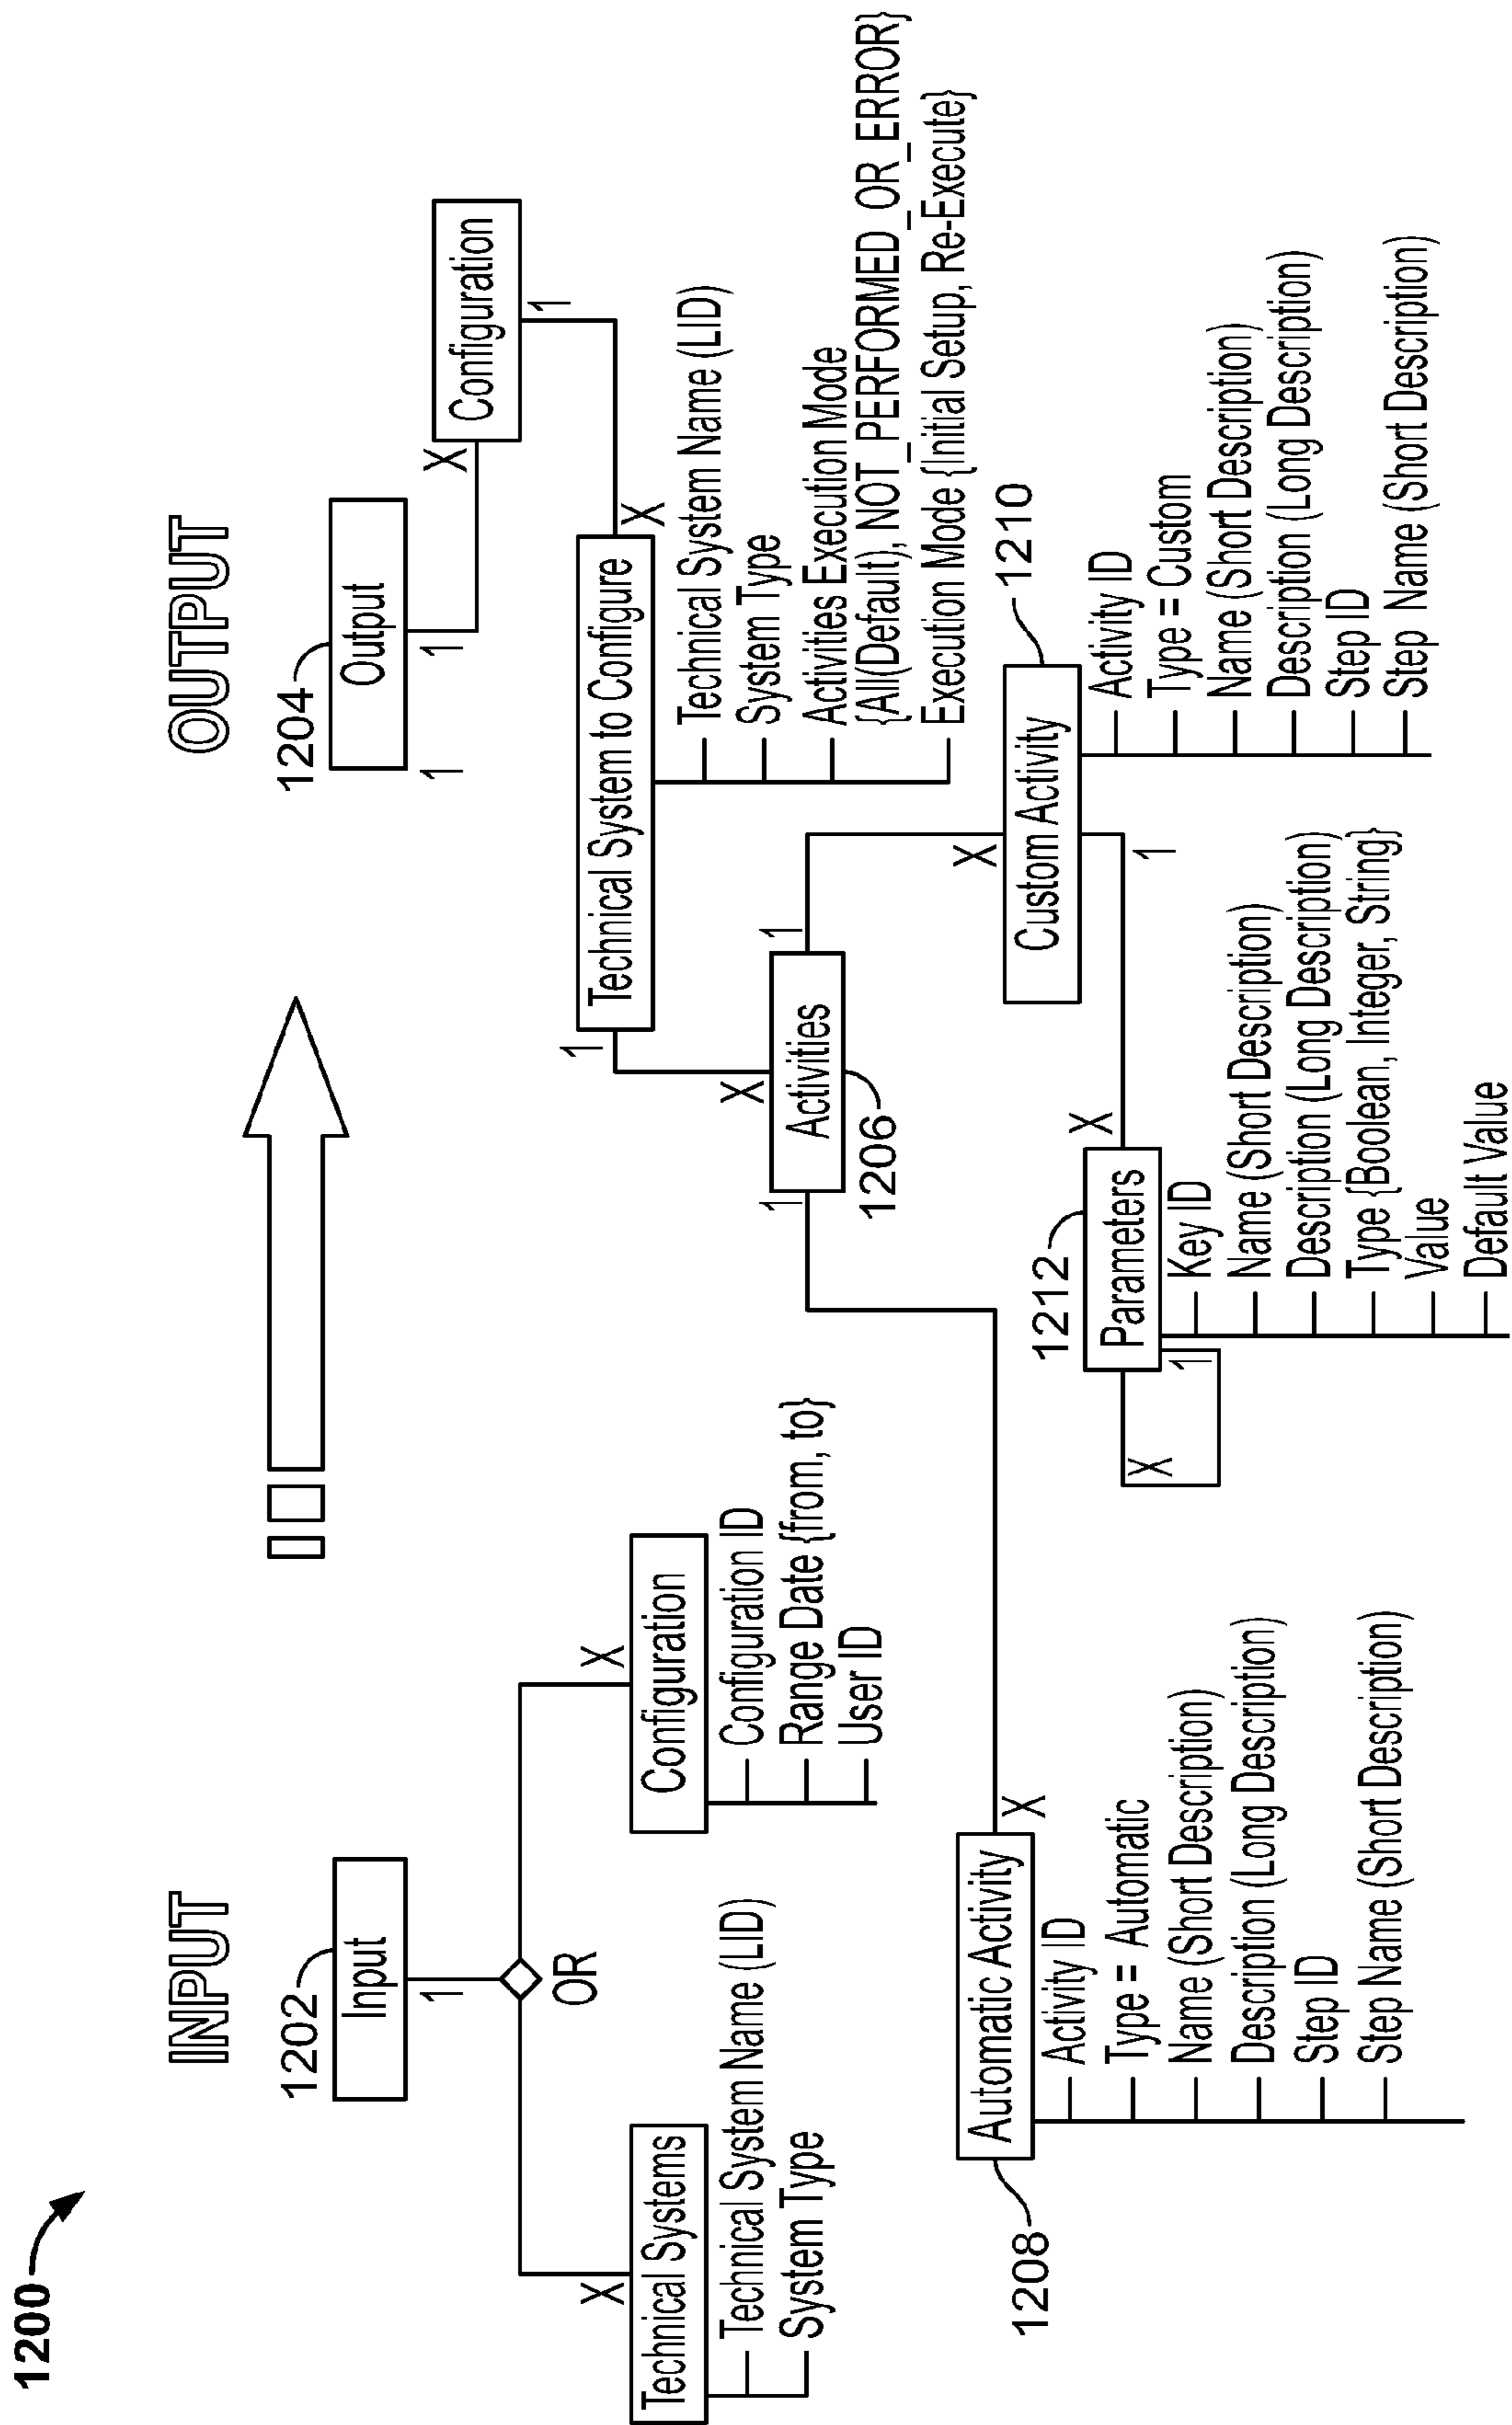 1200
INPUT
1202
Input
1
OR
X
Technical Systems
Technical System Name (LID)
System Type
X
Configuration
Configuration ID
Range Date {from, to}
User ID
OUTPUT
1204
Output
1
1
X
Configuration
1
X
Technical System to Configure
1
Technical System Name (LID)
System Type
Activities Execution Mode
{All(Default), NOT_PERFORMED_OR_ERROR}
Execution Mode {Initial Setup, Re-Execute}
X
Activities
1206
1
1
X
Automatic Activity
1208
Activity ID
Type = Automatic
Name (Short Description)
Description (Long Description)
Step ID
Step Name (Short Description)
X
Custom Activity
1210
1
Activity ID
Type = Custom
Name (Short Description)
Description (Long Description)
Step ID
Step Name (Short Description)
X
1212
Parameters
1
X
Key ID
Name (Short Description)
Description (Long Description)
Type {Boolean, Integer, String}
Value
Default Value